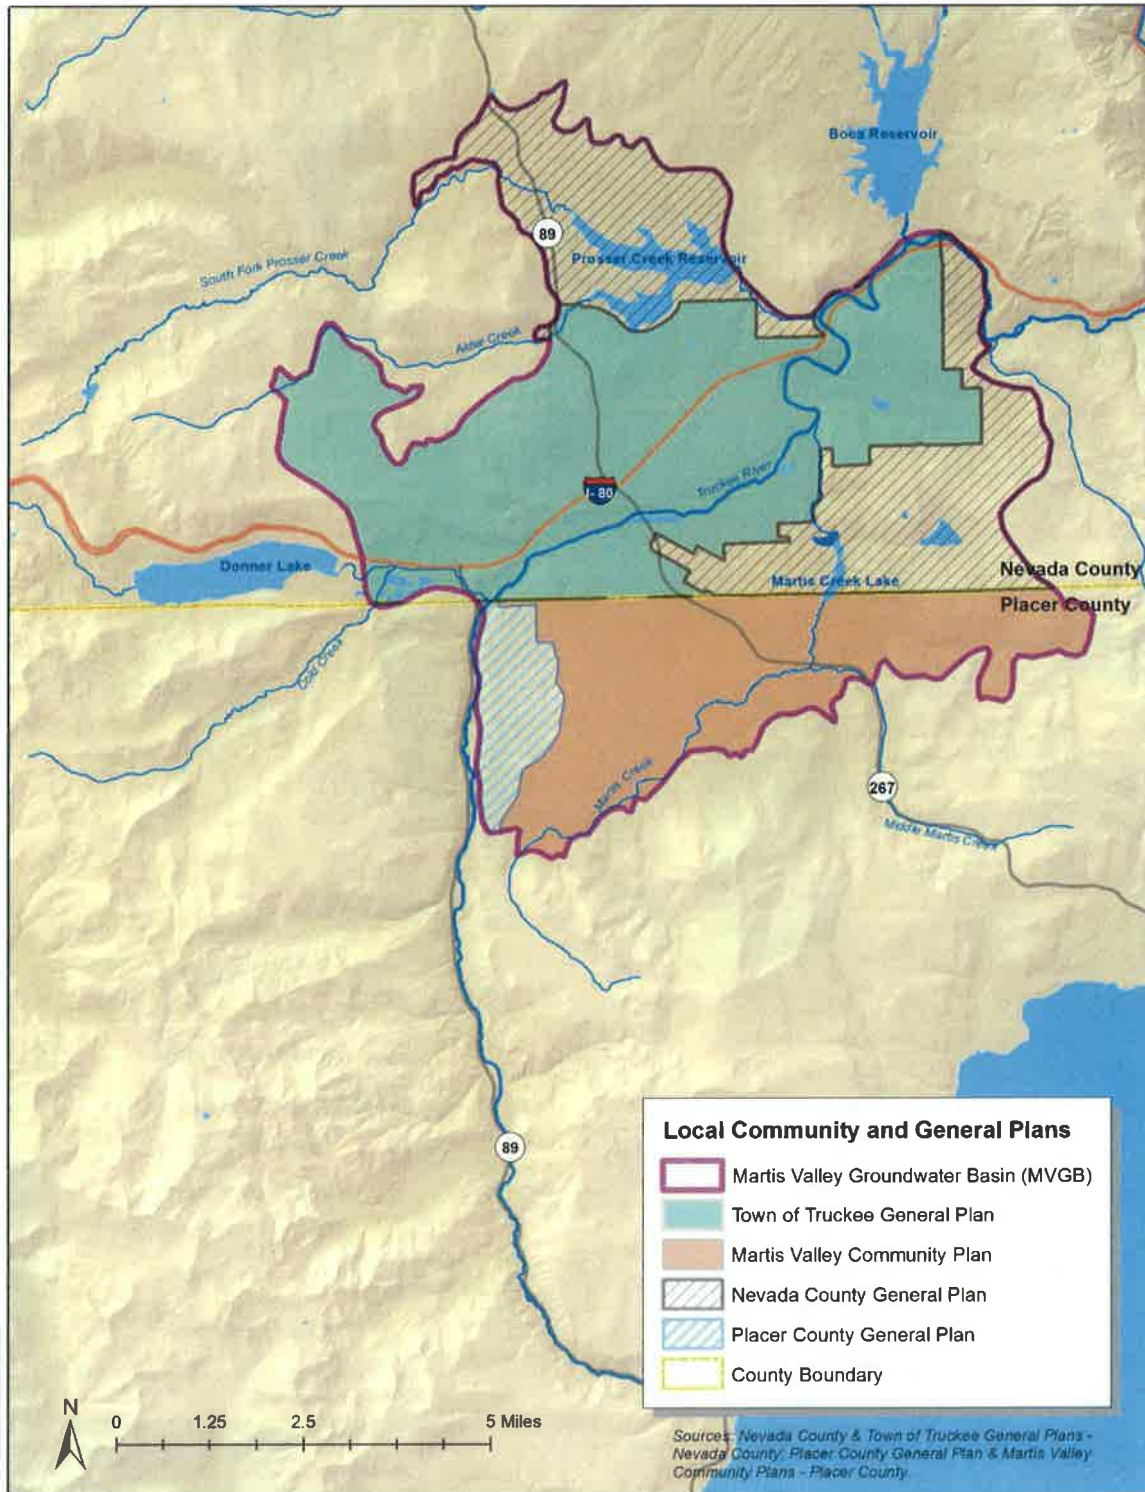 Boca Reservoir
89
Prosser Creek Reservoir
South Fork Prosser Creek
Alder Creek
I-80
Truckee River
Donner Lake
Martis Creek Lake
Nevada County
Placer County
Cold Creek
Martis Creek
267
Middle Martis Creek
89
Local Community and General Plans
Martis Valley Groundwater Basin (MVGB)
Town of Truckee General Plan
Martis Valley Community Plan
Nevada County General Plan
Placer County General Plan
County Boundary
N
0 1.25 2.5 5 Miles
Sources: Nevada County & Town of Truckee General Plans -
Nevada County; Placer County General Plan & Martis Valley
Community Plans - Placer County.